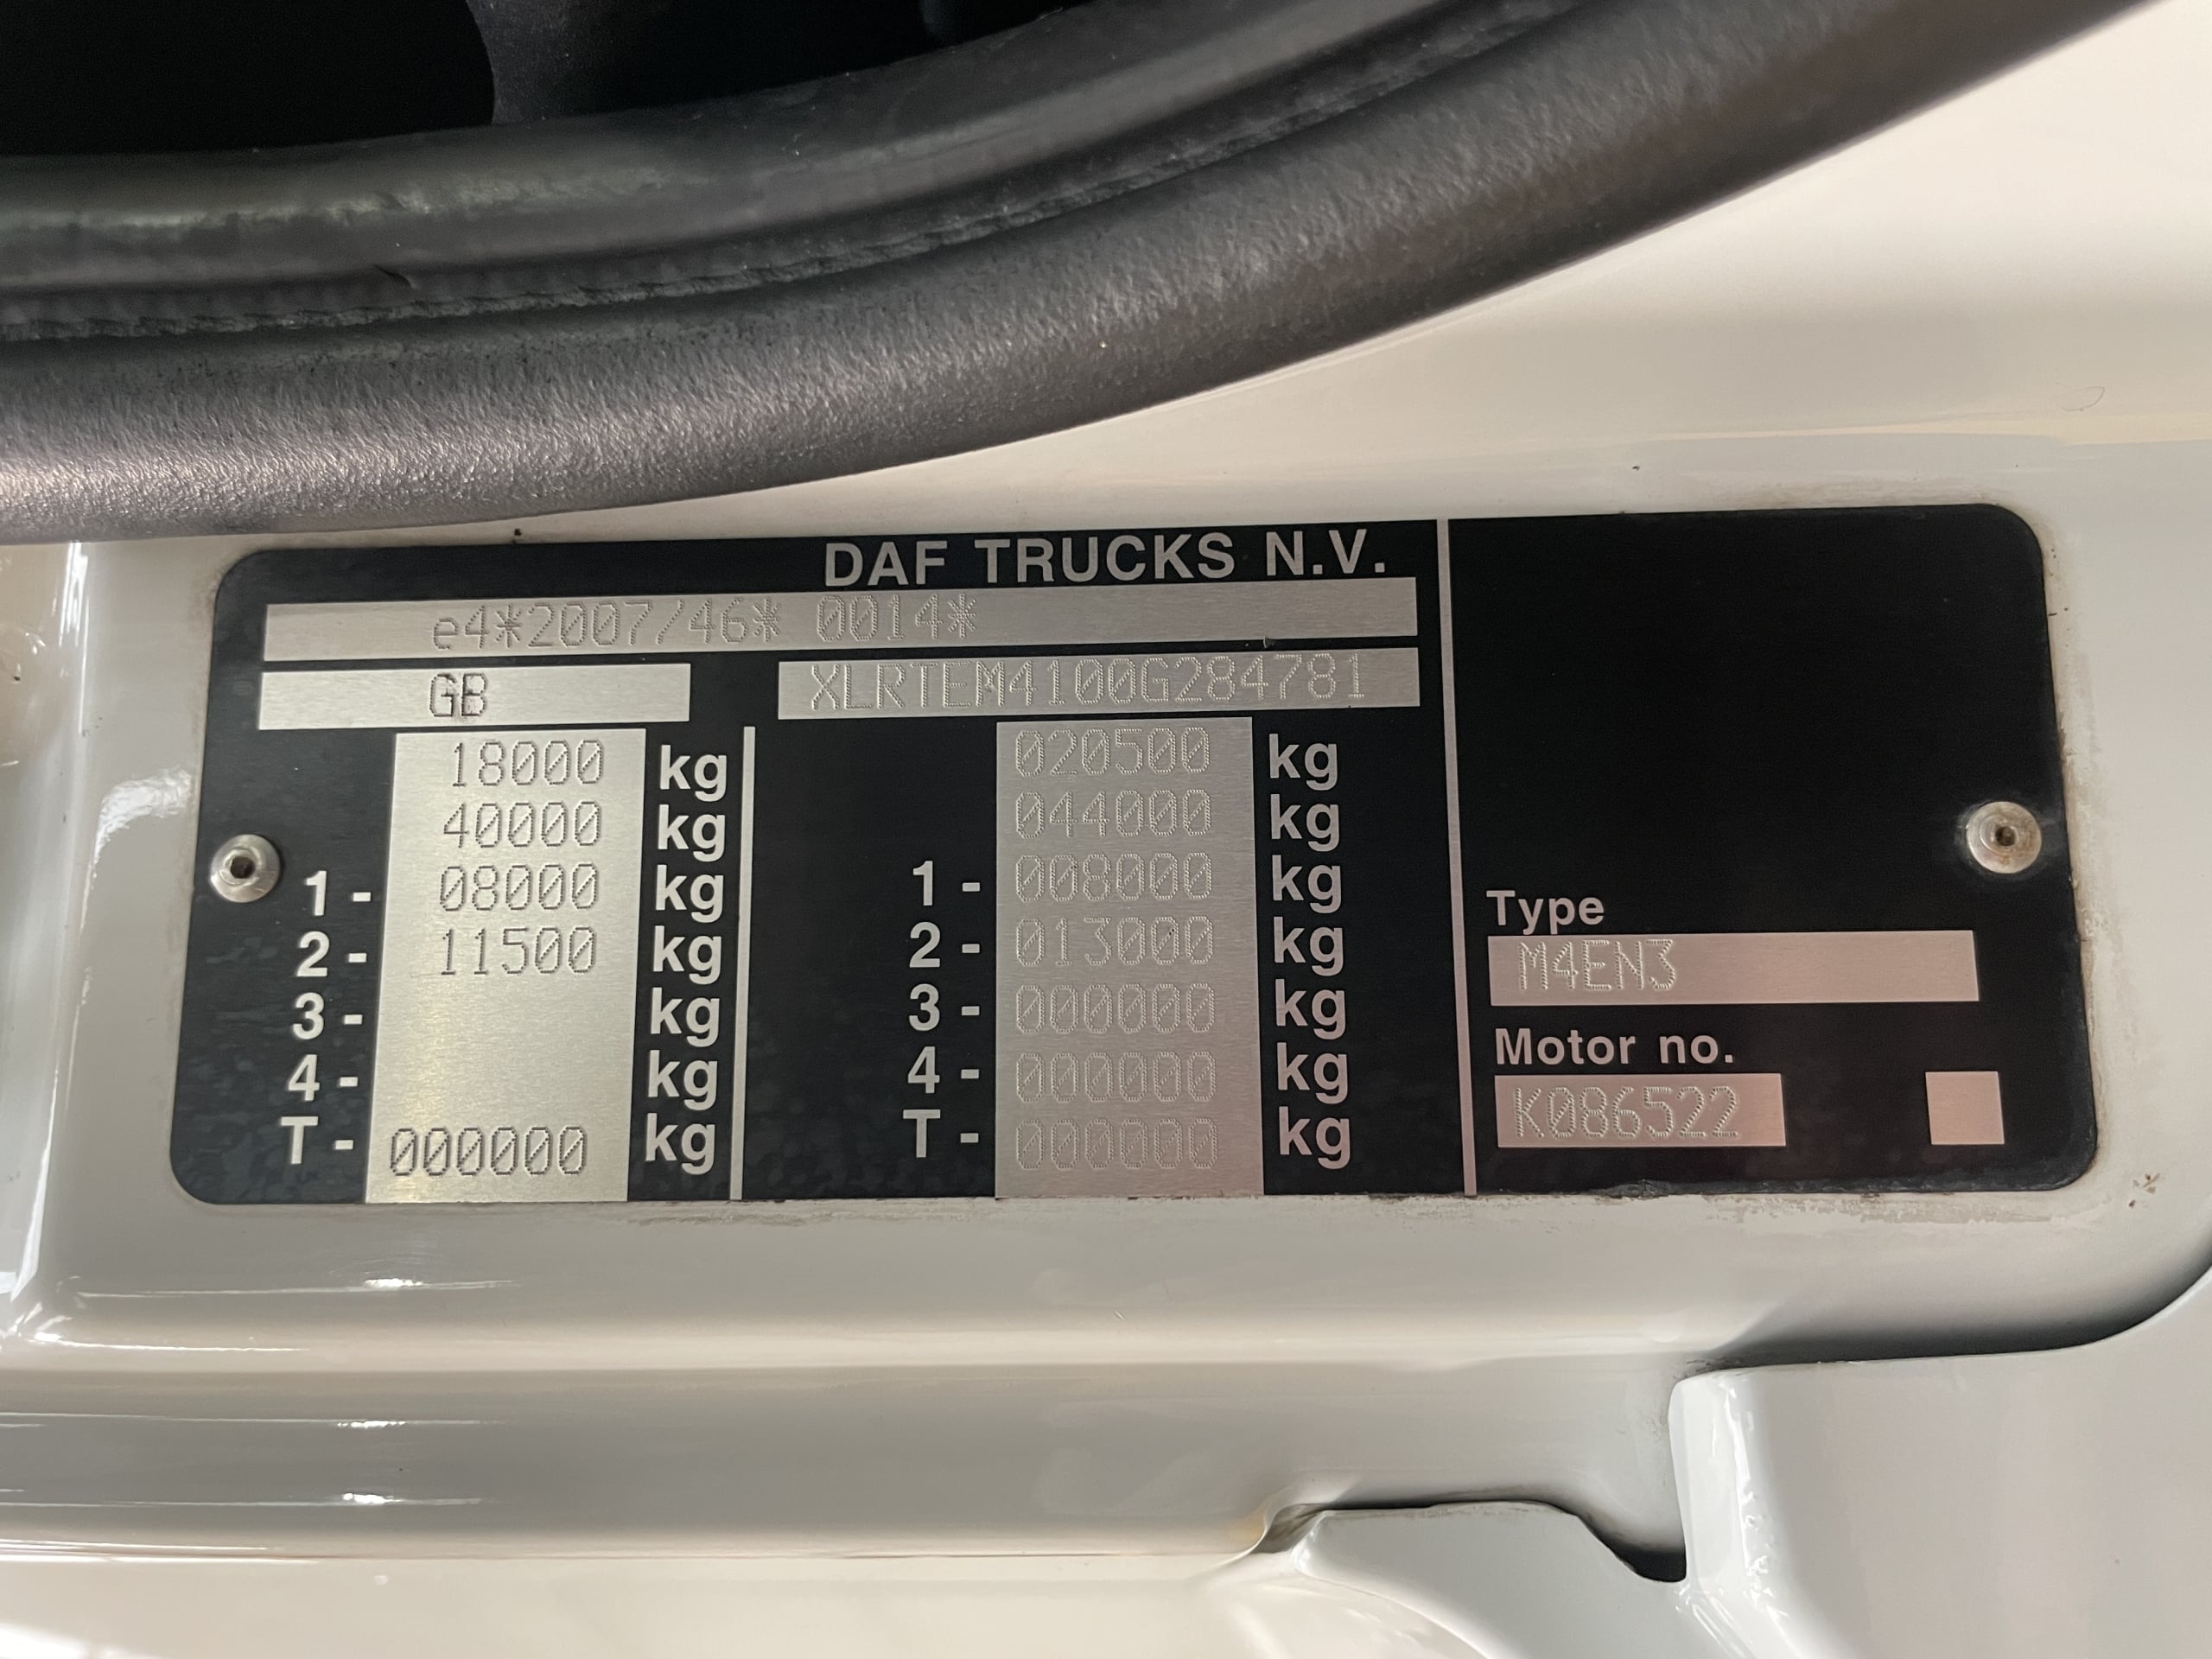 DAF TRUCKS N.V.
e4*2007/46* 0014*
GB XLRTEM4100G284781
18000 kg 020500 kg
40000 kg 044000 kg
1- 08000 kg 1- 008000 kg
2- 11500 kg 2- 013000 kg
3- kg 3- 000000 kg
4- kg 4- 000000 kg
T- 000000 kg T- 000000 kg
Type
M4EN3
Motor no.
K086522